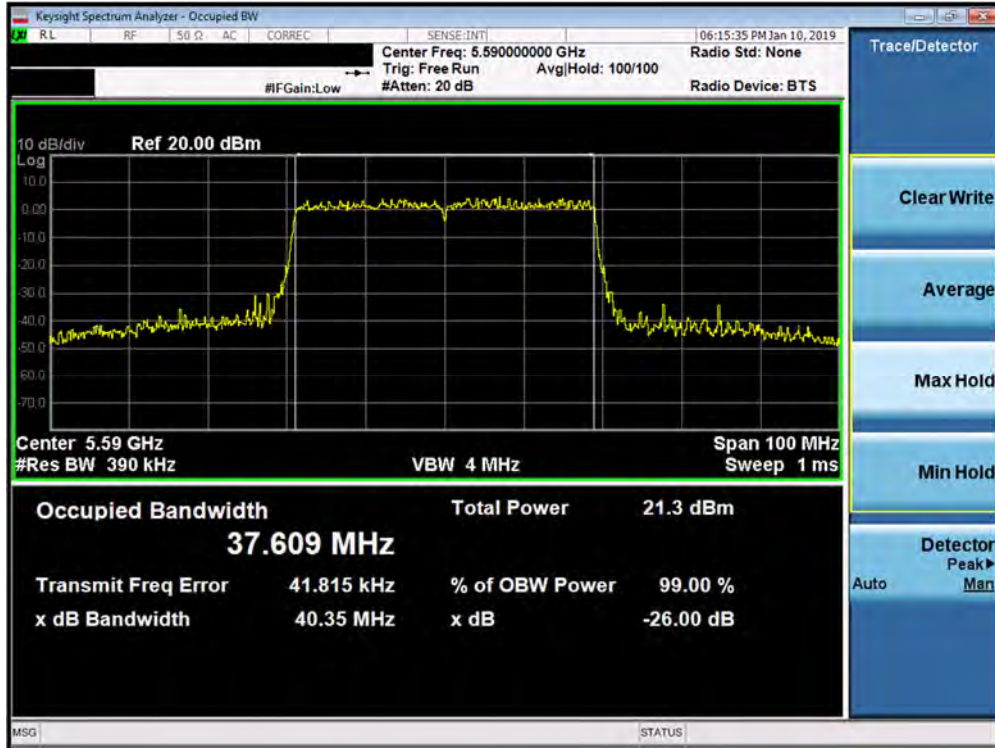 Keysight Spectrum Analyzer - Occupied BW
RL RF 50 Ω AC CORREC SENSE:INT 06:15:35 PM Jan 10, 2019
Center Freq: 5.590000000 GHz Radio Std: None
Trig: Free Run Avg|Hold: 100/100
#IFGain:Low #Atten: 20 dB Radio Device: BTS
10 dB/div Ref 20.00 dBm
Log
10.0
0.00
-10.0
-20.0
-30.0
-40.0
-50.0
-60.0
-70.0
Center 5.59 GHz Span 100 MHz
#Res BW 390 kHz VBW 4 MHz Sweep 1 ms
Occupied Bandwidth Total Power 21.3 dBm
37.609 MHz
Transmit Freq Error 41.815 kHz % of OBW Power 99.00 %
x dB Bandwidth 40.35 MHz x dB -26.00 dB
MSG STATUS
Trace/Detector
Clear Write
Average
Max Hold
Min Hold
Detector
Peak▶
Auto Man